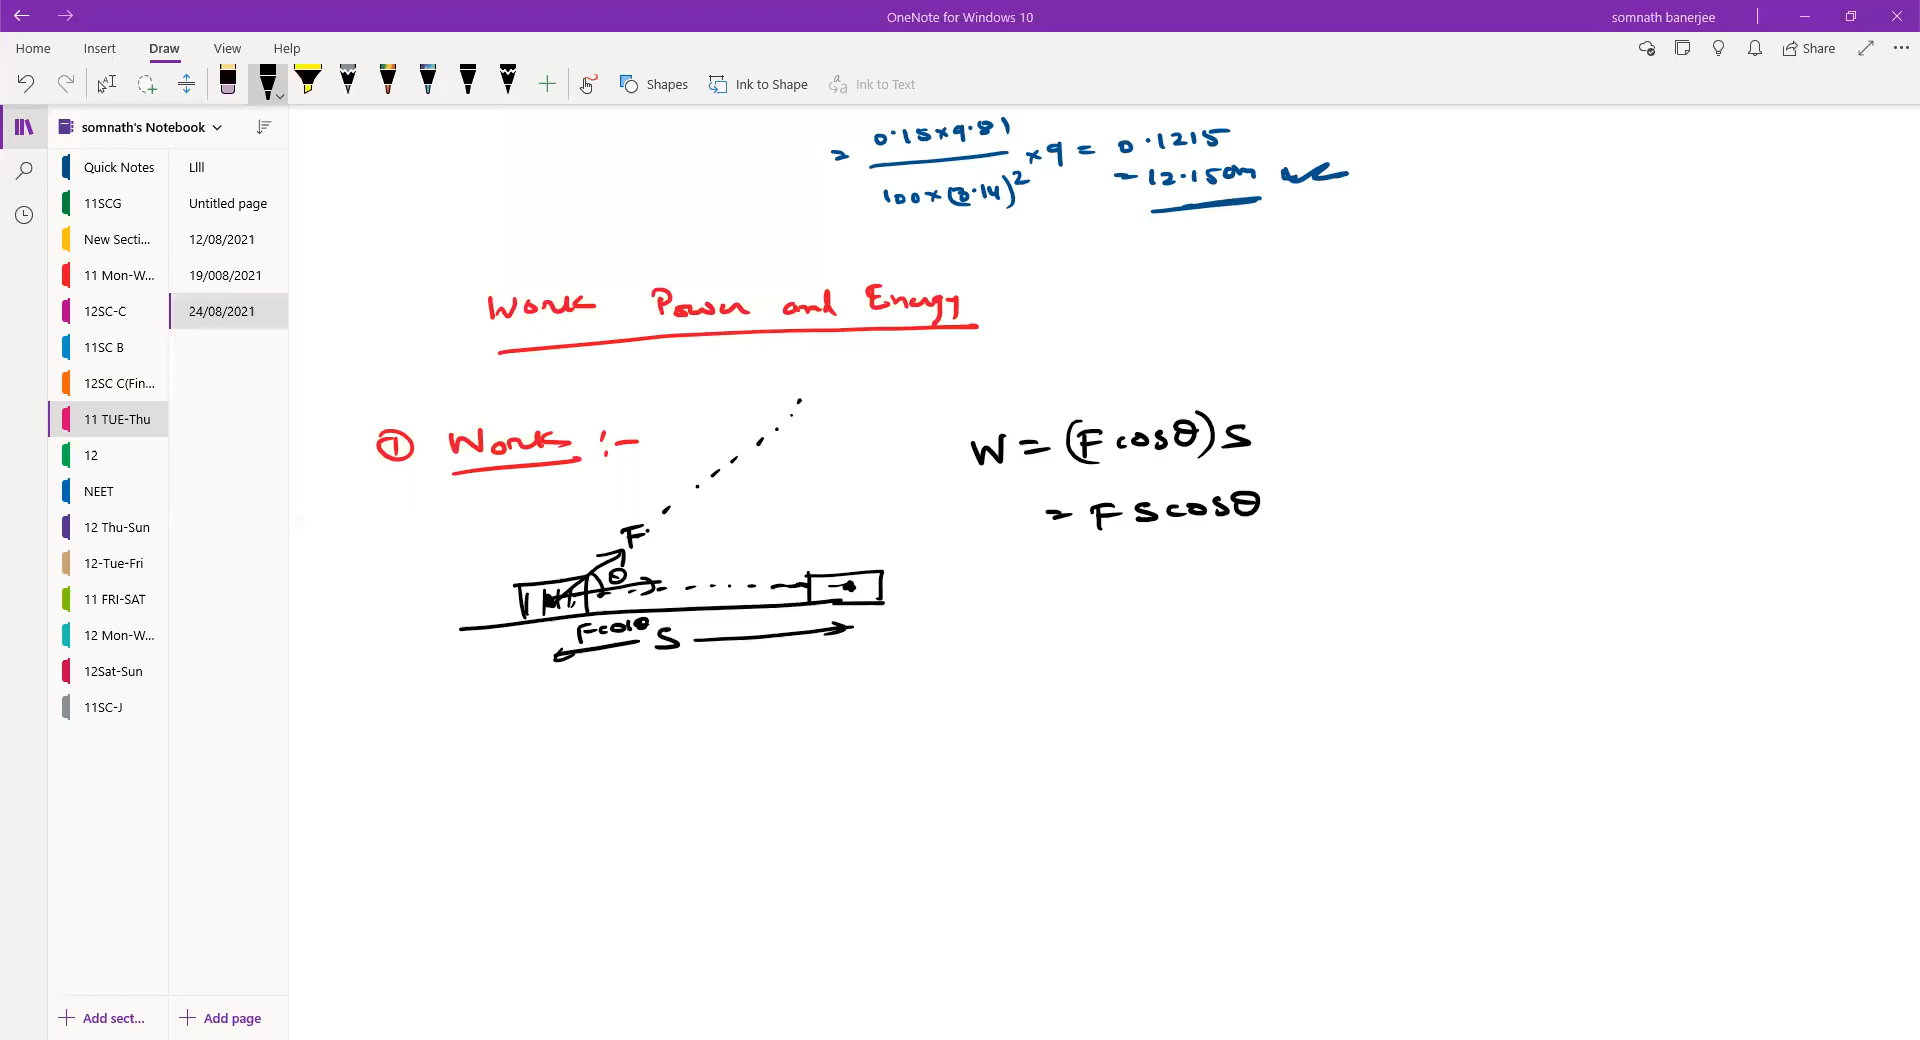 OneNote for Windows 10
somnath banerjee
Home Insert Draw View Help
Share
Shapes
Ink to Shape
Ink to Text
somnath's Notebook
Quick Notes
11SCG
New Secti...
11 Mon-W...
12SC-C
11SC B
12SC C(Fin...
11 TUE-Thu
12
NEET
12 Thu-Sun
12-Tue-Fri
11 FRI-SAT
12 Mon-W...
12Sat-Sun
11SC-J
Add sect...
Llll
Untitled page
12/08/2021
19/008/2021
24/08/2021
Add page
= 0.15×9.81 / 100×(3.14)² ×9 = 0.1215
= 12.15cm
Work Power and Energy
① Work :-
F
θ
F cosθ
S
W = (F cosθ) S
= F S cosθ